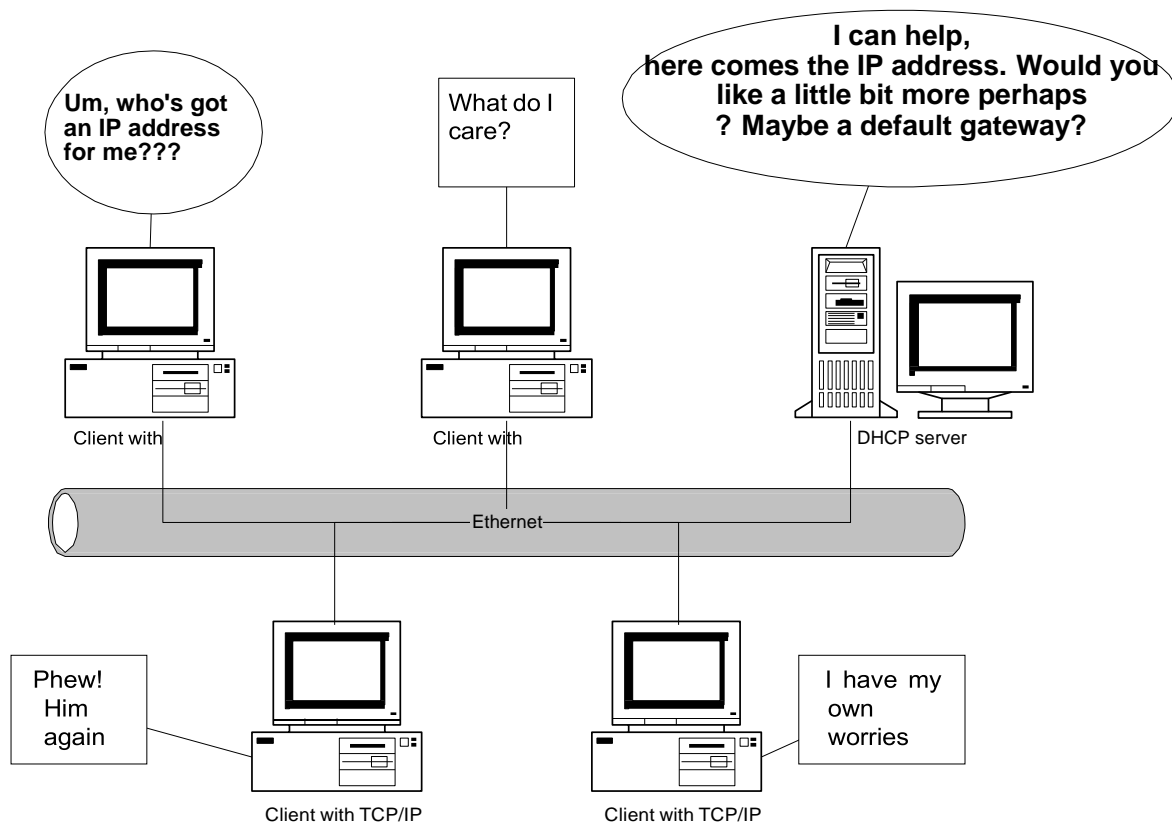 Um, who's got
an IP address
for me???
What do I
care?
I can help,
here comes the IP address. Would you
like a little bit more perhaps
? Maybe a default gateway?
Client with
Client with
DHCP server
Ethernet
Phew!
Him
again
I have my
own
worries
Client with TCP/IP
Client with TCP/IP